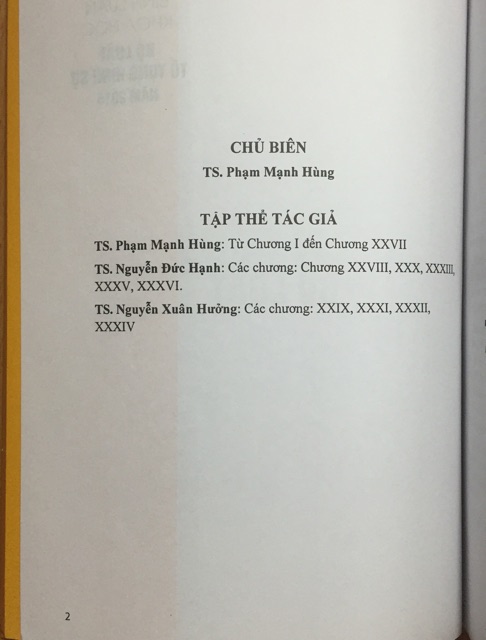 CHỦ BIÊN
TS. Phạm Mạnh Hùng
TẬP THỂ TÁC GIẢ
TS. Phạm Mạnh Hùng: Từ Chương I đến Chương XXVII
TS. Nguyễn Đức Hạnh: Các chương: Chương XXVIII, XXX, XXXIII,
XXXV, XXXVI.
TS. Nguyễn Xuân Hưởng: Các chương: XXIX, XXXI, XXXII,
XXXIV
2